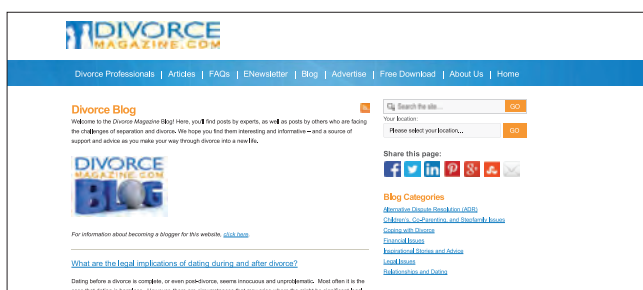 DIVORCE
MAGAZINE.COM
Divorce Professionals | Articles | FAQs | ENewsletter | Blog | Advertise | Free Download | About Us | Home
Divorce Blog
Welcome to the Divorce Magazine Blog! Here, you'll find posts by experts, as well as posts by others who are facing
the challenges of separation and divorce. We hope you find them interesting and informative – and a source of
support and advice as you make your way through divorce into a new life.
DIVORCE
MAGAZINE.COM
BLOG
For information about becoming a blogger for this website, click here.
What are the legal implications of dating during and after divorce?
Dating before a divorce is complete, or even post-divorce, seems innocuous and unproblematic. Most often it is the
Search the site... GO
Your location:
Please select your location... GO
Share this page:
Blog Categories
Alternative Dispute Resolution (ADR)
Children's, Co-Parenting, and Stepfamily Issues
Coping with Divorce
Financial Issues
Inspirational Stories and Advice
Legal Issues
Relationships and Dating